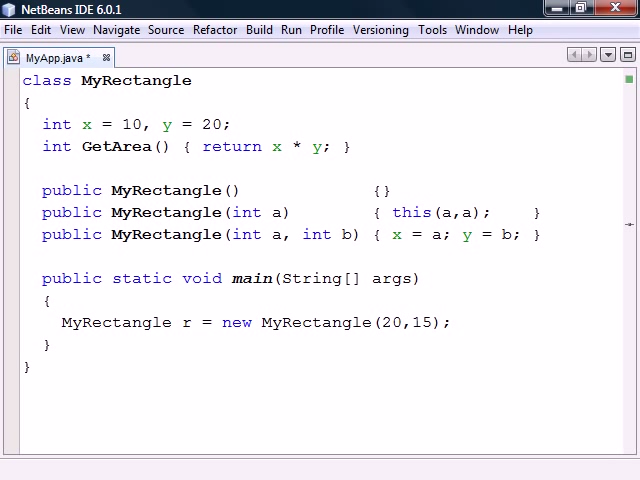 NetBeans IDE 6.0.1
File Edit View Navigate Source Refactor Build Run Profile Versioning Tools Window Help
MyApp.java *
class MyRectangle
{
  int x = 10, y = 20;
  int GetArea() { return x * y; }
  public MyRectangle()             {}
  public MyRectangle(int a)        { this(a,a);    }
  public MyRectangle(int a, int b) { x = a; y = b; }
  public static void main(String[] args)
  {
    MyRectangle r = new MyRectangle(20,15);
  }
}